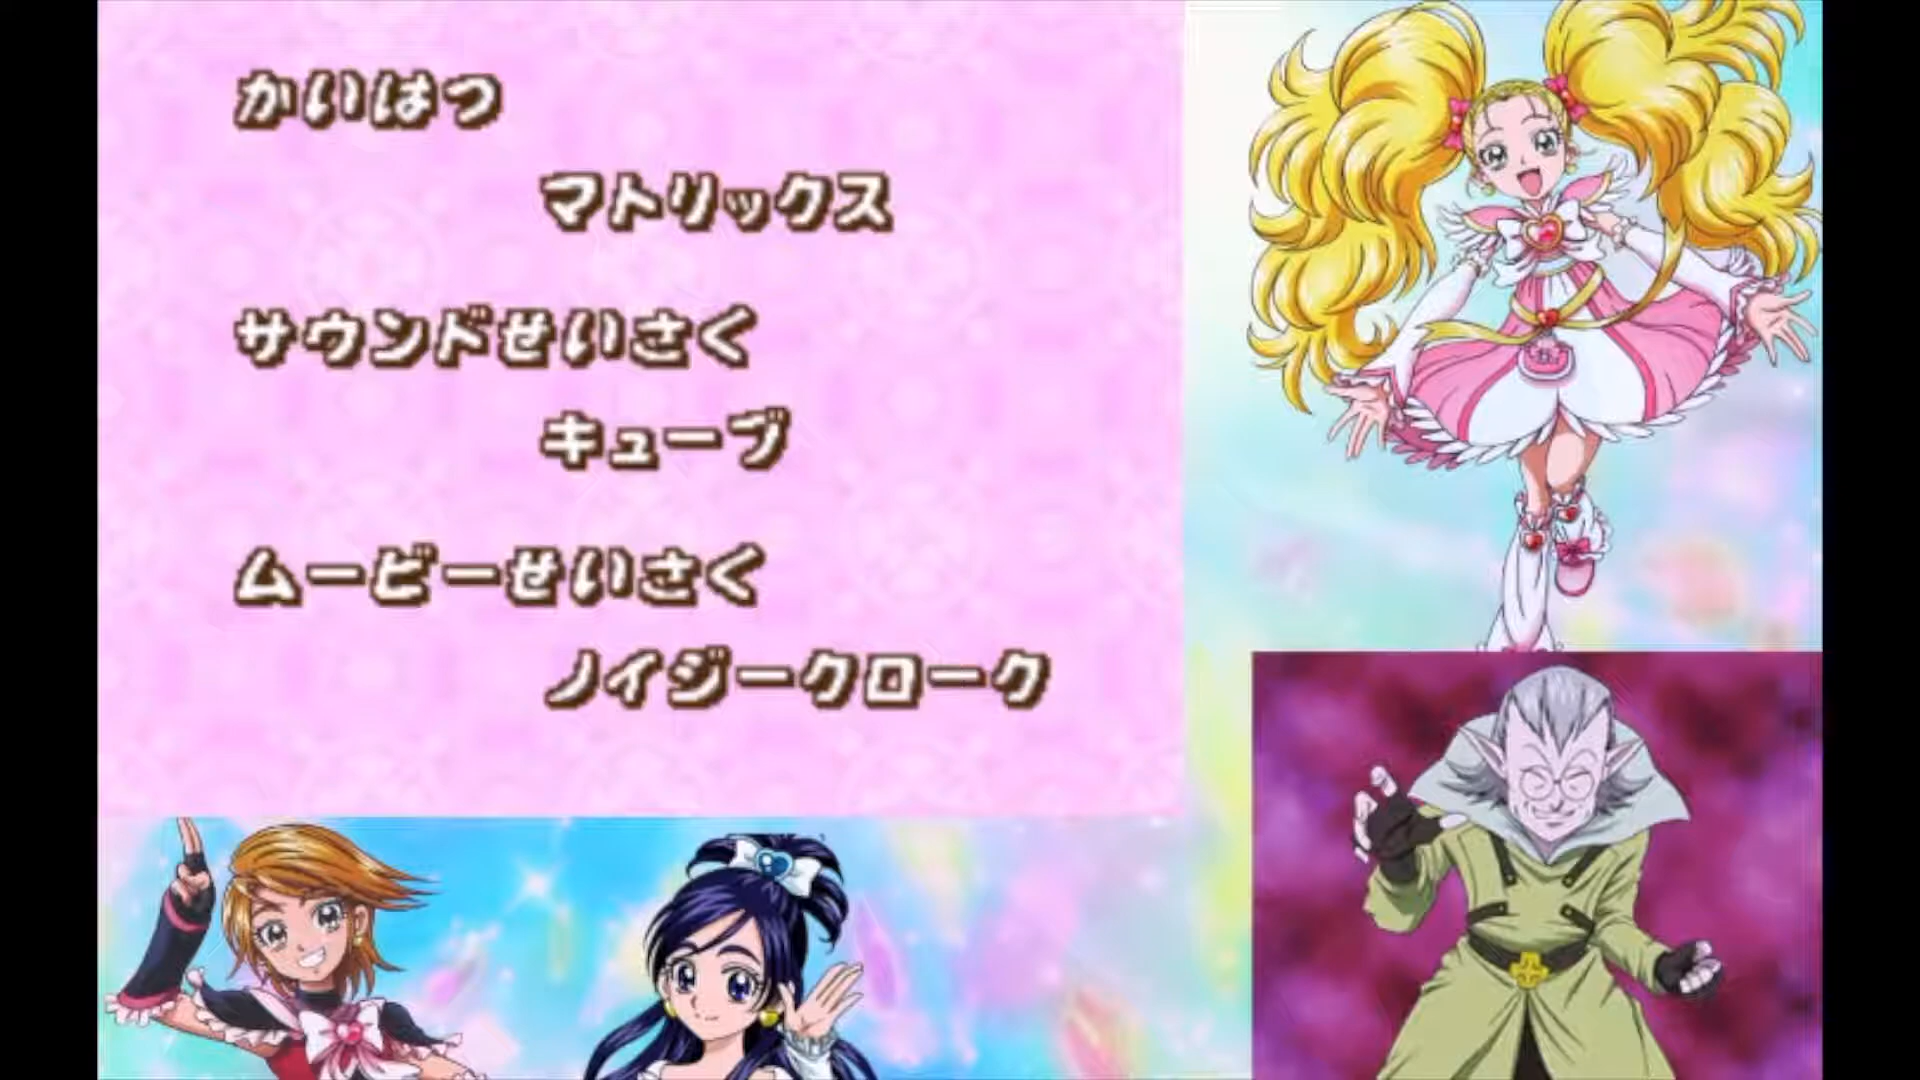 かいはつ
マトリックス
サウンドせいさく
キューブ
ムービーせいさく
ノイジークローク